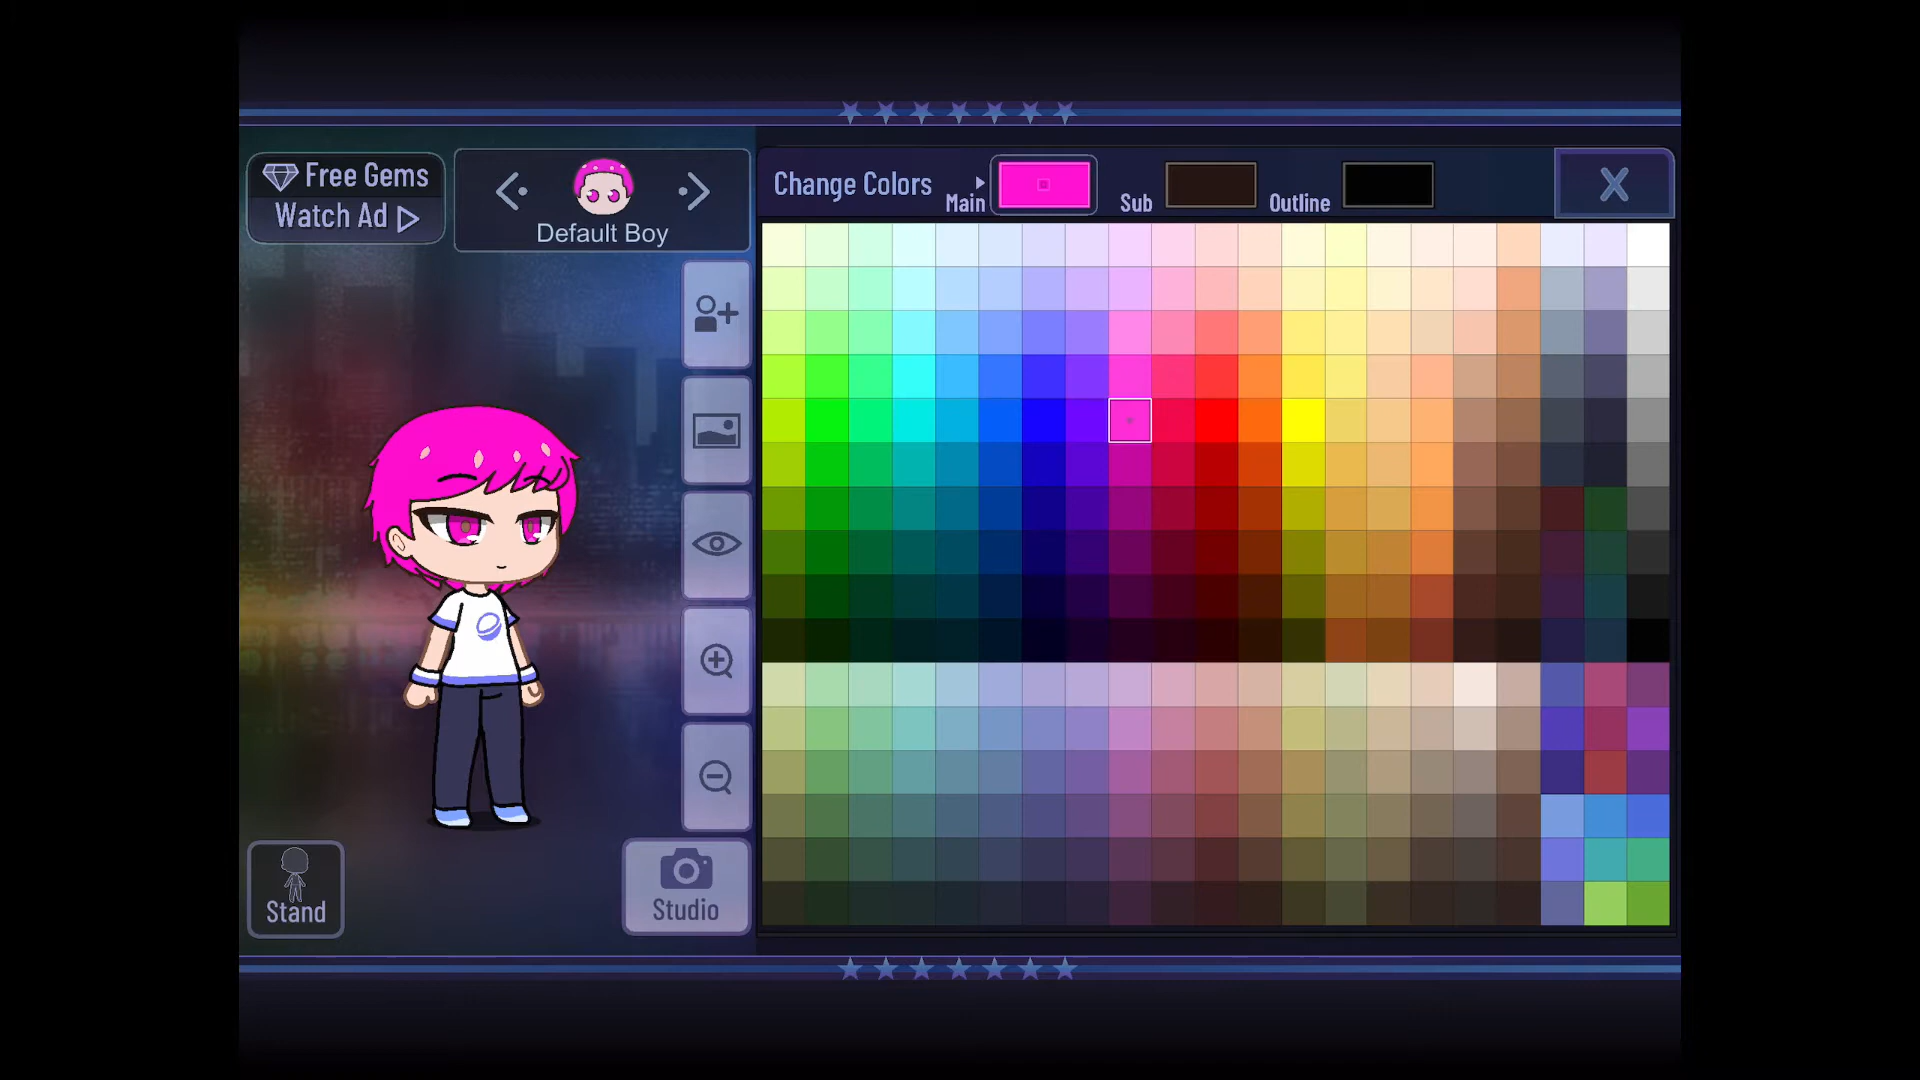 Free Gems
Watch Ad
Default Boy
Change Colors
Main
Sub
Outline
X
Stand
Studio